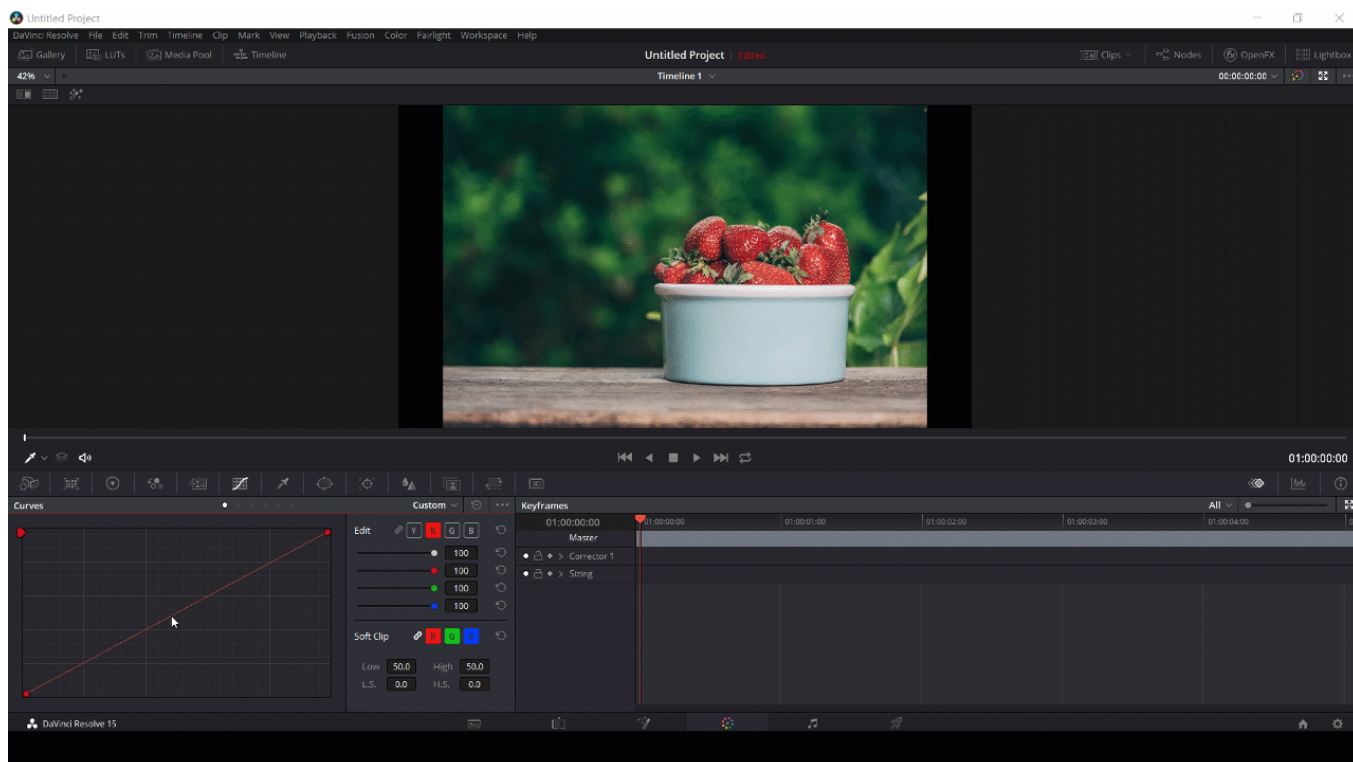 Untitled Project
DaVinci Resolve File Edit Trim Timeline Clip Mark View Playback Fusion Color Fairlight Workspace Help
Gallery LUTs Media Pool Timeline Untitled Project Edited Clips Nodes OpenFX Lightbox
42% Timeline 1 00:00:00:00
01:00:00:00
Curves Custom Keyframes All
Edit Y R G B 01:00:00:00 01:00:00:00 01:00:01:00 01:00:02:00 01:00:03:00 01:00:04:00
Master
100 Corrector 1
100 Sizing
100
100
Soft Clip R G B
Low 50.0 High 50.0
L.S. 0.0 H.S. 0.0
DaVinci Resolve 15